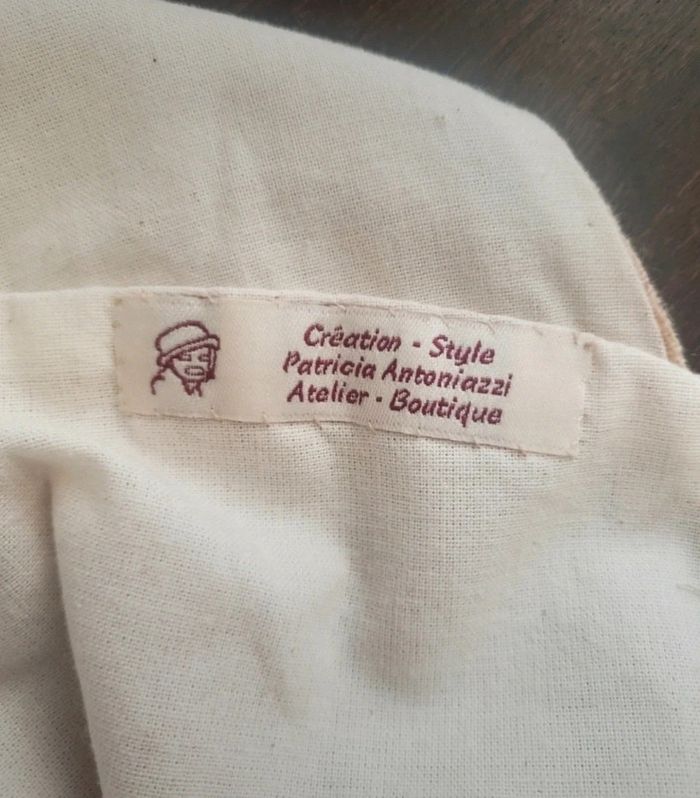 Création - Style
Patricia Antoniazzi
Atelier - Boutique